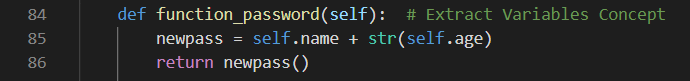 84 def function_password(self): # Extract Variables Concept
85 newpass = self.name + str(self.age)
86 return newpass()